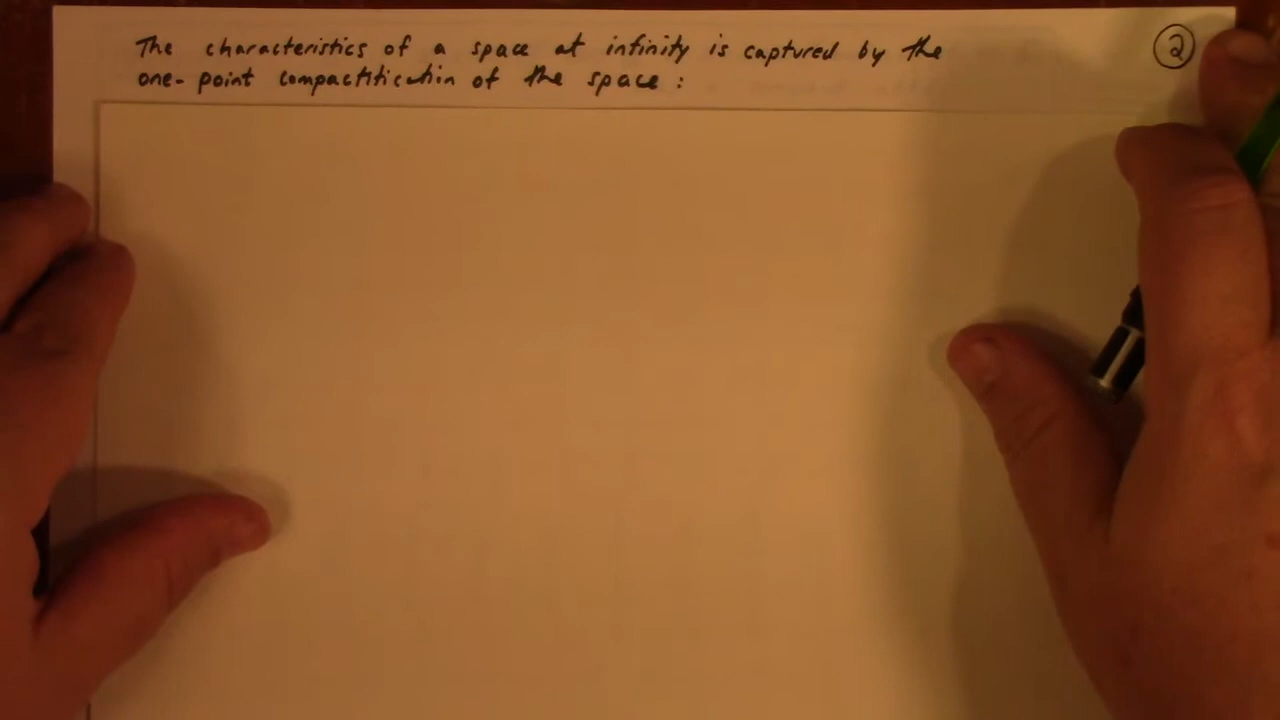 The characteristics of a space at infinity is captured by the
one-point compactification of the space :
2